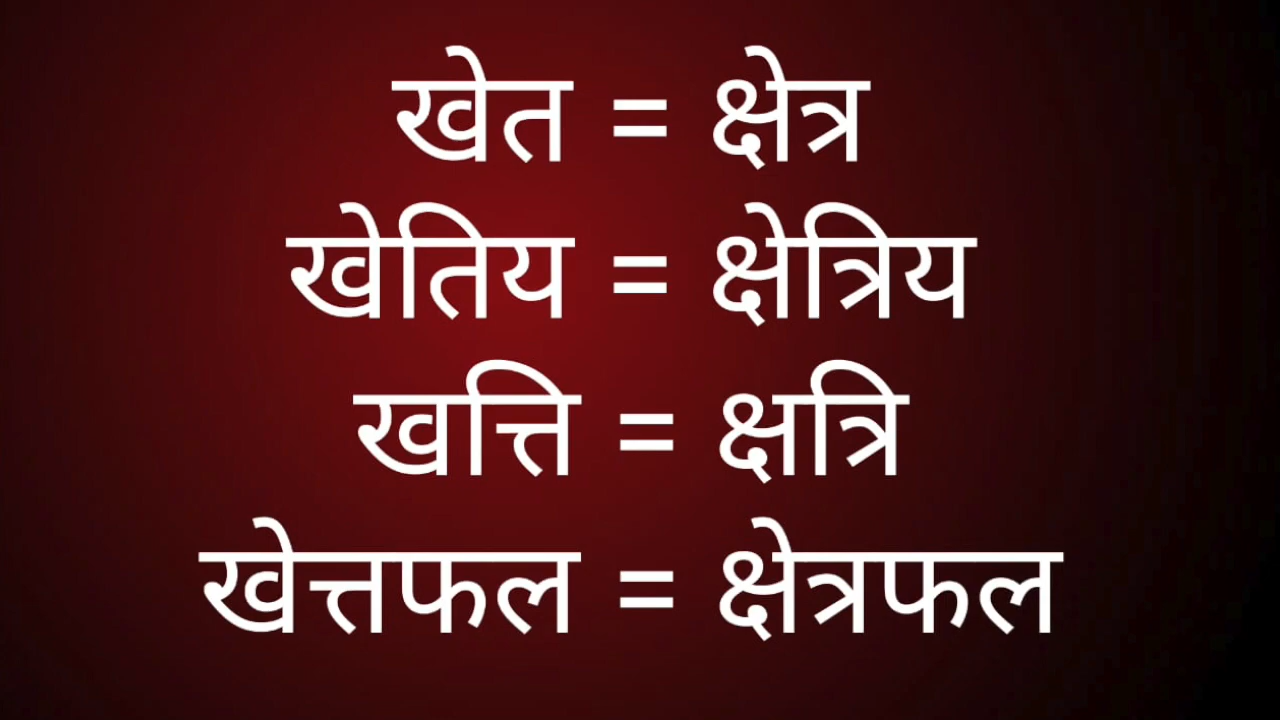 खेत = क्षेत्र
खेतिय = क्षेत्रिय
खत्ति = क्षत्रि
खेत्तफल = क्षेत्रफल